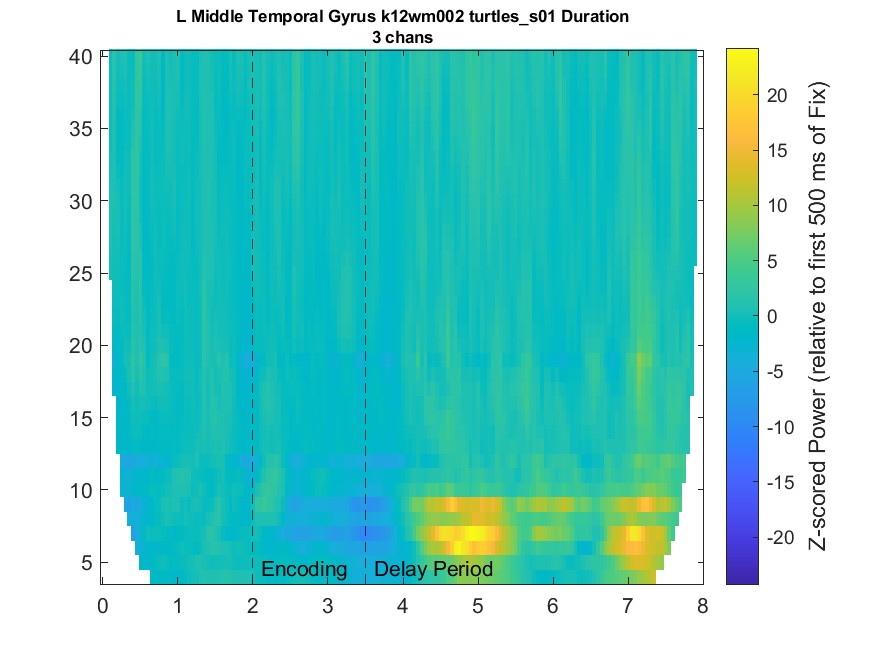 L Middle Temporal Gyrus k12wm002 turtles_s01 Duration
3 chans
40
35
30
25
20
15
10
5
Encoding
Delay Period
0 1 2 3 4 5 6 7 8
20
15
10
5
0
-5
-10
-15
-20
Z-scored Power (relative to first 500 ms of Fix)